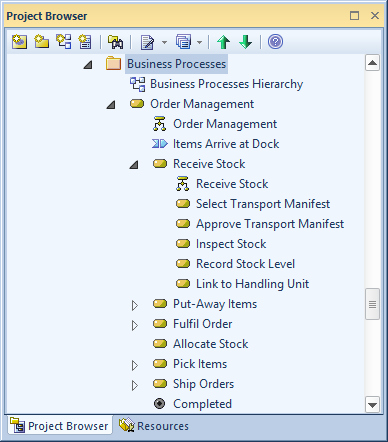 Project Browser
Business Processes
Business Processes Hierarchy
Order Management
Order Management
Items Arrive at Dock
Receive Stock
Receive Stock
Select Transport Manifest
Approve Transport Manifest
Inspect Stock
Record Stock Level
Link to Handling Unit
Put-Away Items
Fulfil Order
Allocate Stock
Pick Items
Ship Orders
Completed
Project Browser Resources